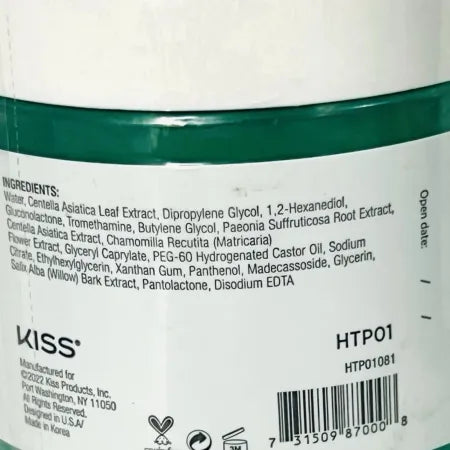 INGREDIENTS:
Water, Centella Asiatica Leaf Extract, Dipropylene Glycol, 1,2-Hexanediol,
Gluconolactone, Tromethamine, Butylene Glycol, Paeonia Suffruticosa Root Extract,
Centella Asiatica Extract, Chamomilla Recutita (Matricaria)
Flower Extract, Glyceryl Caprylate, PEG-60 Hydrogenated Castor Oil, Sodium
Citrate, Ethylhexylglycerin, Xanthan Gum, Panthenol, Madecassoside, Glycerin,
Salix Alba (Willow) Bark Extract, Pantolactone, Disodium EDTA
Open date: / /
KISS®
Manufactured for
©2022 Kiss Products, Inc.
Port Washington, NY 11050
All Rights Reserved.
Designed in U.S.A/
Made in Korea
HTP01
HTP01081
7 31509 87000 8